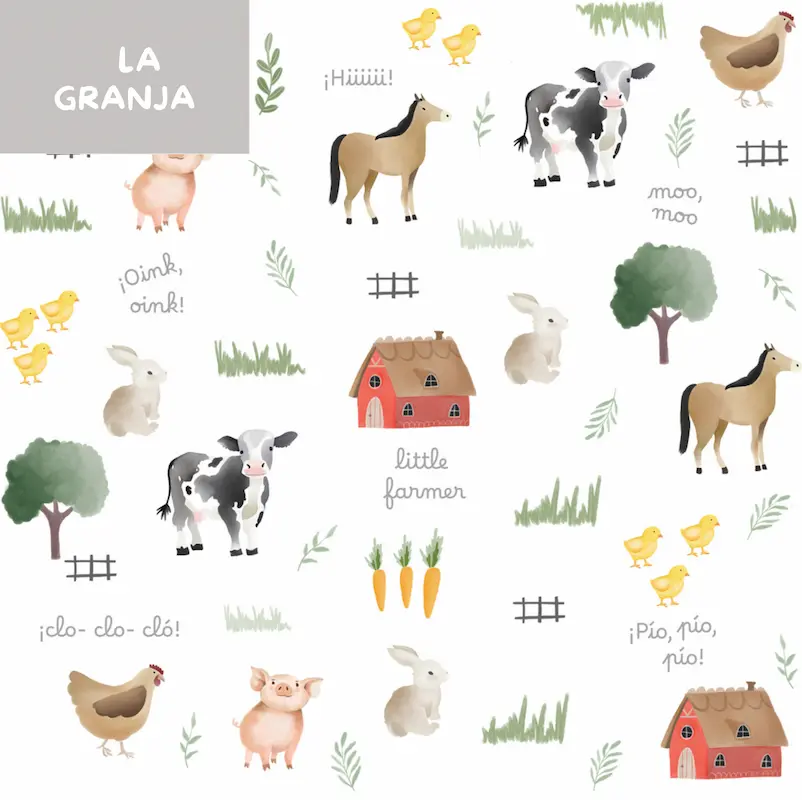 LA
GRANJA
¡Hiiiiii!
moo,
moo
¡Oink,
oink!
little
farmer
¡clo- clo- cló!
¡Pío, pío,
pío!